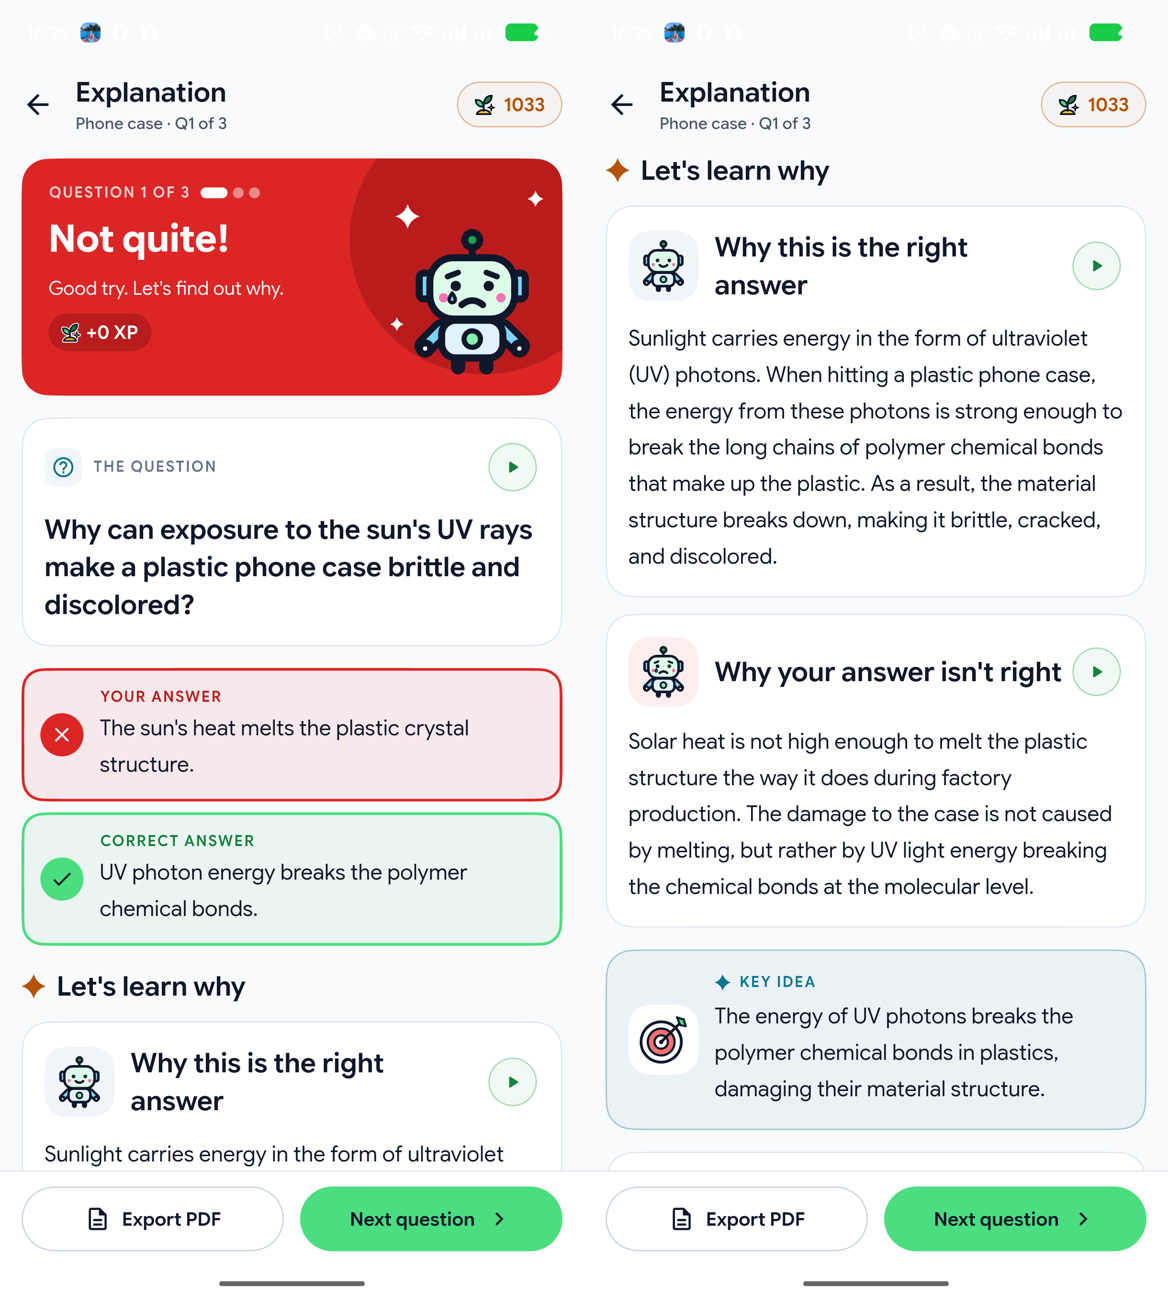 16.29
Explanation
Phone case · Q1 of 3
1033
QUESTION 1 OF 3
Not quite!
Good try. Let's find out why.
+0 XP
THE QUESTION
Why can exposure to the sun's UV rays
make a plastic phone case brittle and
discolored?
YOUR ANSWER
The sun's heat melts the plastic crystal
structure.
CORRECT ANSWER
UV photon energy breaks the polymer
chemical bonds.
Let's learn why
Why this is the right
answer
Sunlight carries energy in the form of ultraviolet
Export PDF
Next question
16.29
Explanation
Phone case · Q1 of 3
1033
Let's learn why
Why this is the right
answer
Sunlight carries energy in the form of ultraviolet
(UV) photons. When hitting a plastic phone case,
the energy from these photons is strong enough to
break the long chains of polymer chemical bonds
that make up the plastic. As a result, the material
structure breaks down, making it brittle, cracked,
and discolored.
Why your answer isn't right
Solar heat is not high enough to melt the plastic
structure the way it does during factory
production. The damage to the case is not caused
by melting, but rather by UV light energy breaking
the chemical bonds at the molecular level.
KEY IDEA
The energy of UV photons breaks the
polymer chemical bonds in plastics,
damaging their material structure.
Export PDF
Next question